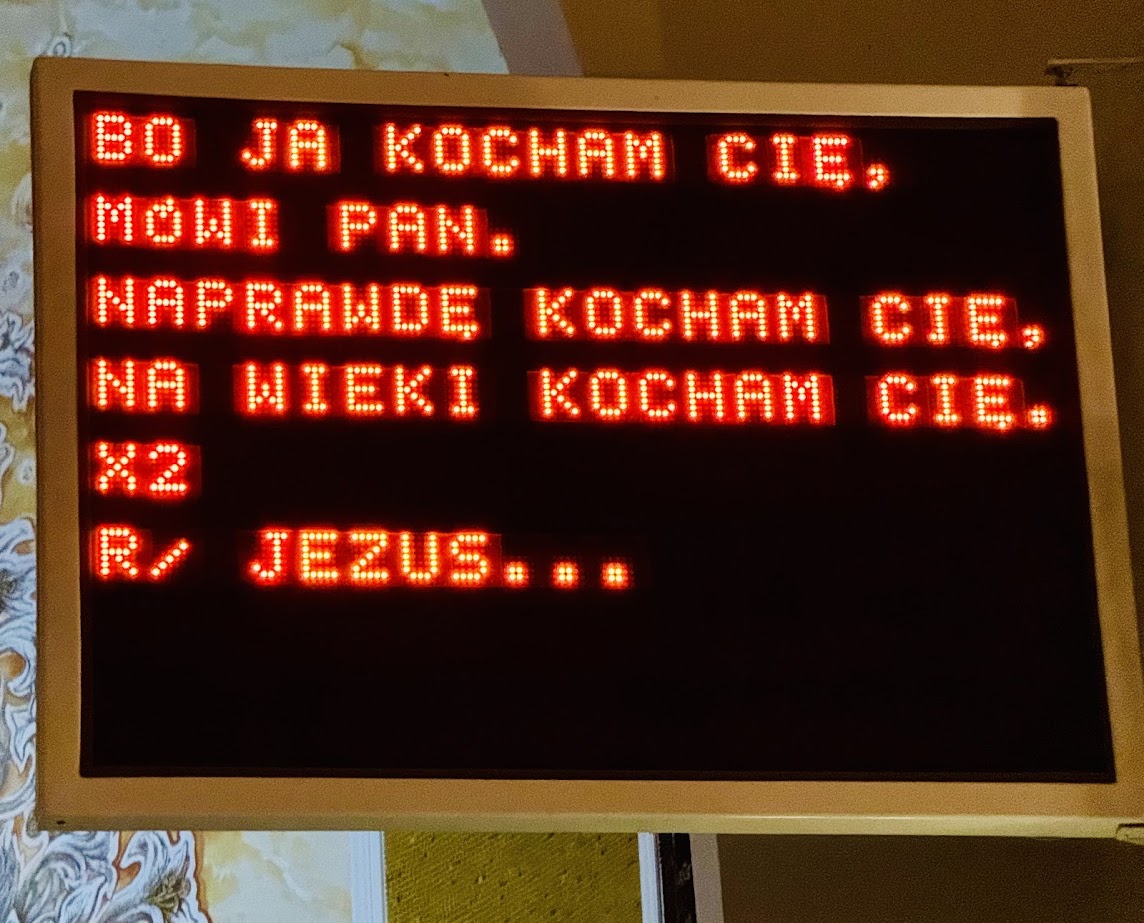 BO JA KOCHAM CIĘ,
MÓWI PAN.
NAPRAWDĘ KOCHAM CIĘ,
NA WIEKI KOCHAM CIĘ.
X2
R/ JEZUS...